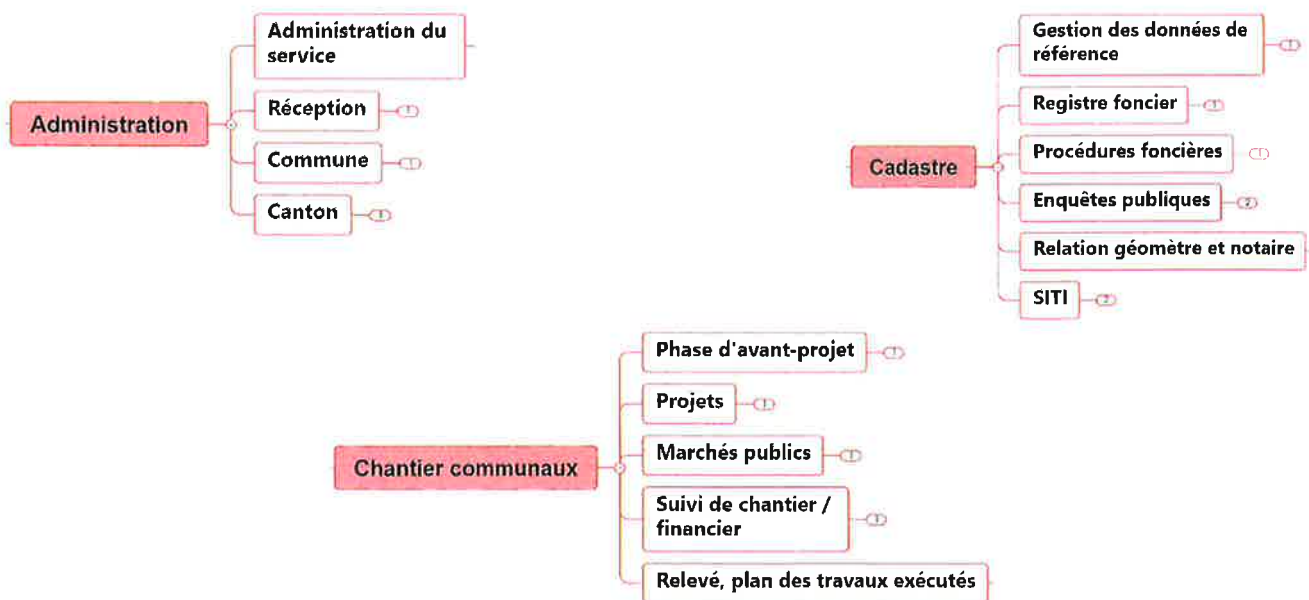 Administration
Administration du
service
Réception
Commune
Canton
Cadastre
Gestion des données de
référence
Registre foncier
Procédures foncières
Enquêtes publiques
2
Relation géomètre et notaire
SITI
2
Chantier communaux
Phase d'avant-projet
Projets
Marchés publics
Suivi de chantier /
financier
Relevé, plan des travaux exécutés